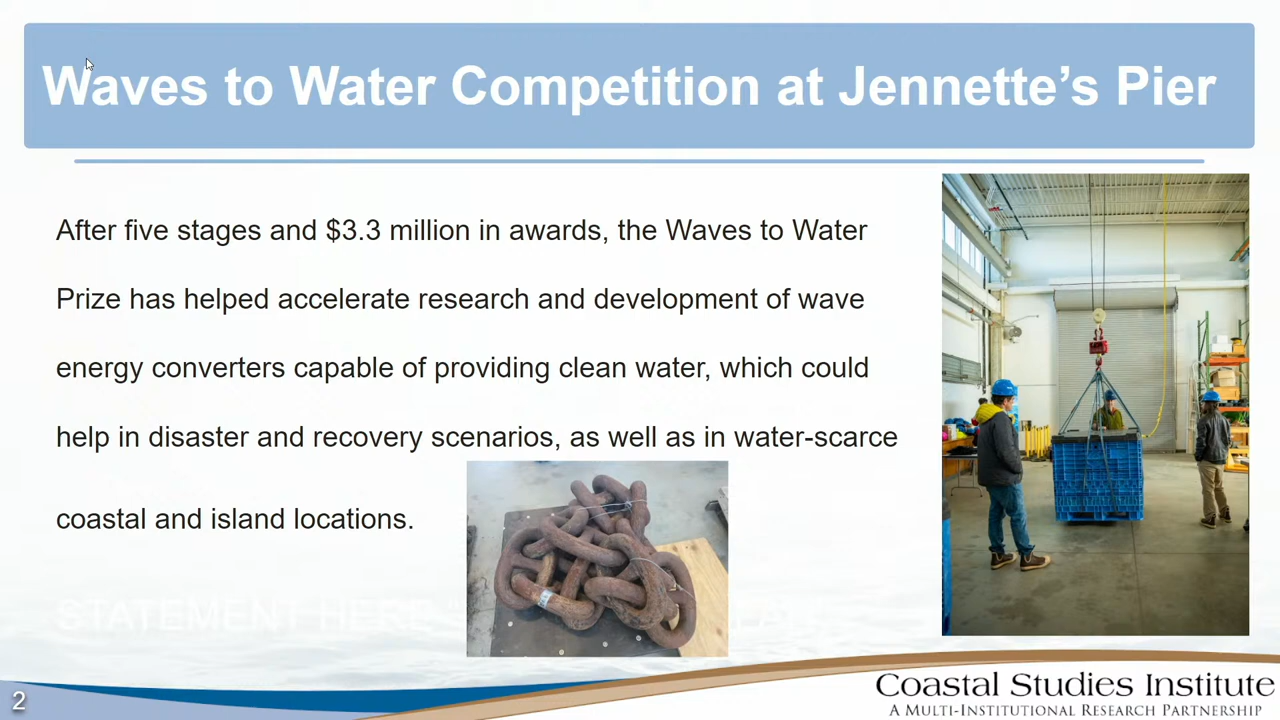 Waves to Water Competition at Jennette’s Pier
After five stages and $3.3 million in awards, the Waves to Water
Prize has helped accelerate research and development of wave
energy converters capable of providing clean water, which could
help in disaster and recovery scenarios, as well as in water-scarce
coastal and island locations.
STATEMENT HERE
2
Coastal Studies Institute
A Multi-Institutional Research Partnership